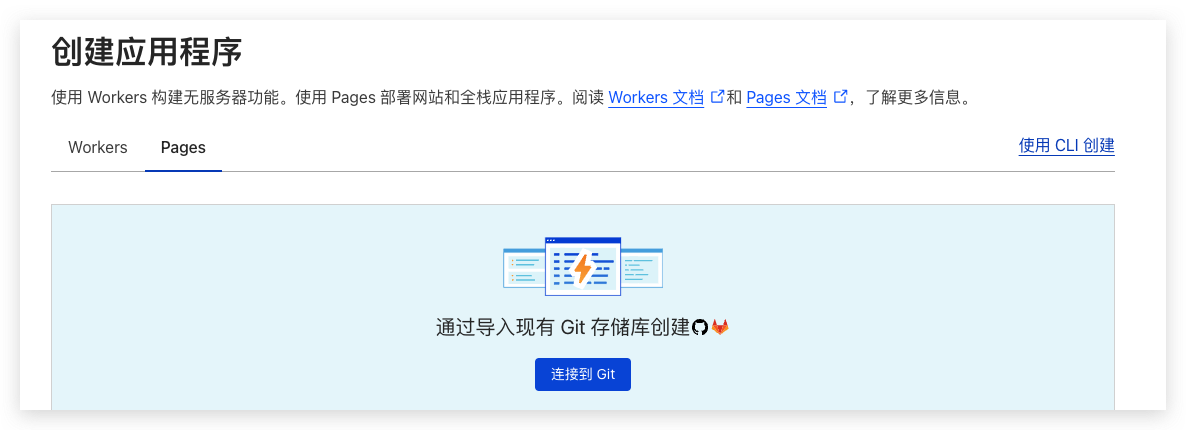 创建应用程序
使用 Workers 构建无服务器功能。使用 Pages 部署网站和全栈应用程序。阅读 Workers 文档 和 Pages 文档 ，了解更多信息。
Workers Pages 使用 CLI 创建
通过导入现有 Git 存储库创建
连接到 Git